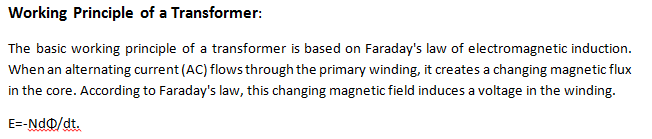 Working Principle of a Transformer:
The basic working principle of a transformer is based on Faraday's law of electromagnetic induction.
When an alternating current (AC) flows through the primary winding, it creates a changing magnetic flux
in the core. According to Faraday's law, this changing magnetic field induces a voltage in the winding.
E=-NdΦ/dt.